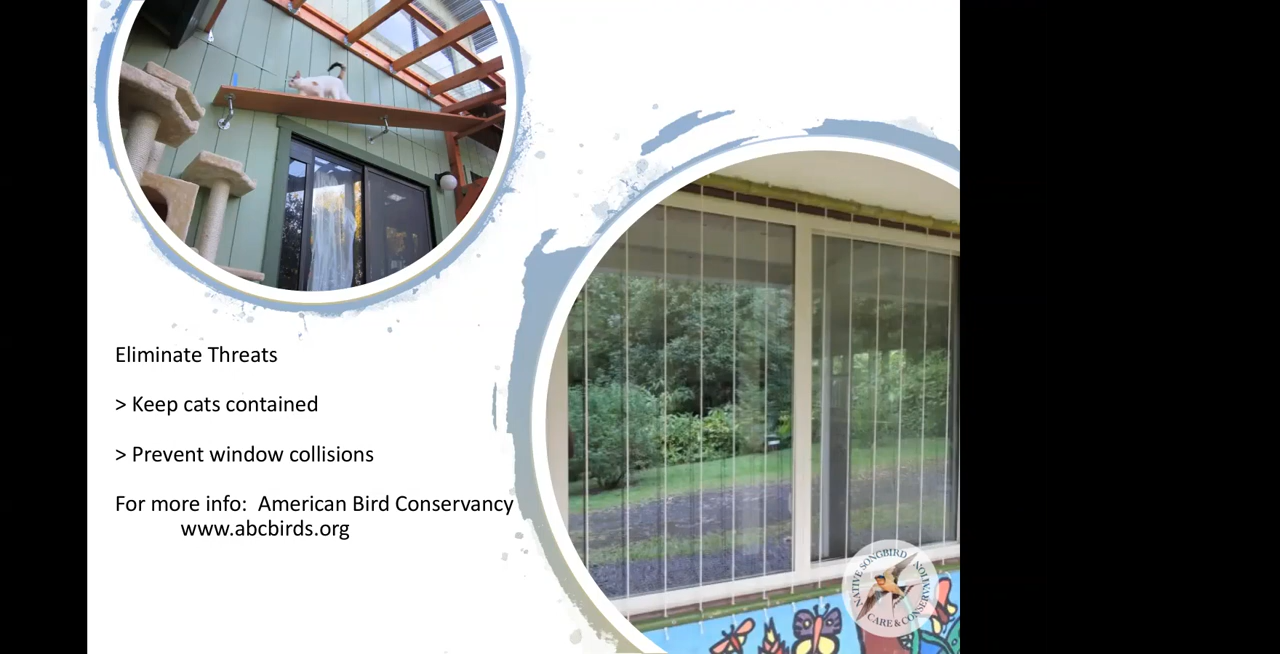 Eliminate Threats
> Keep cats contained
> Prevent window collisions
For more info:  American Bird Conservancy
www.abcbirds.org
NATIVE SONGBIRD
CARE & CONSERVATION